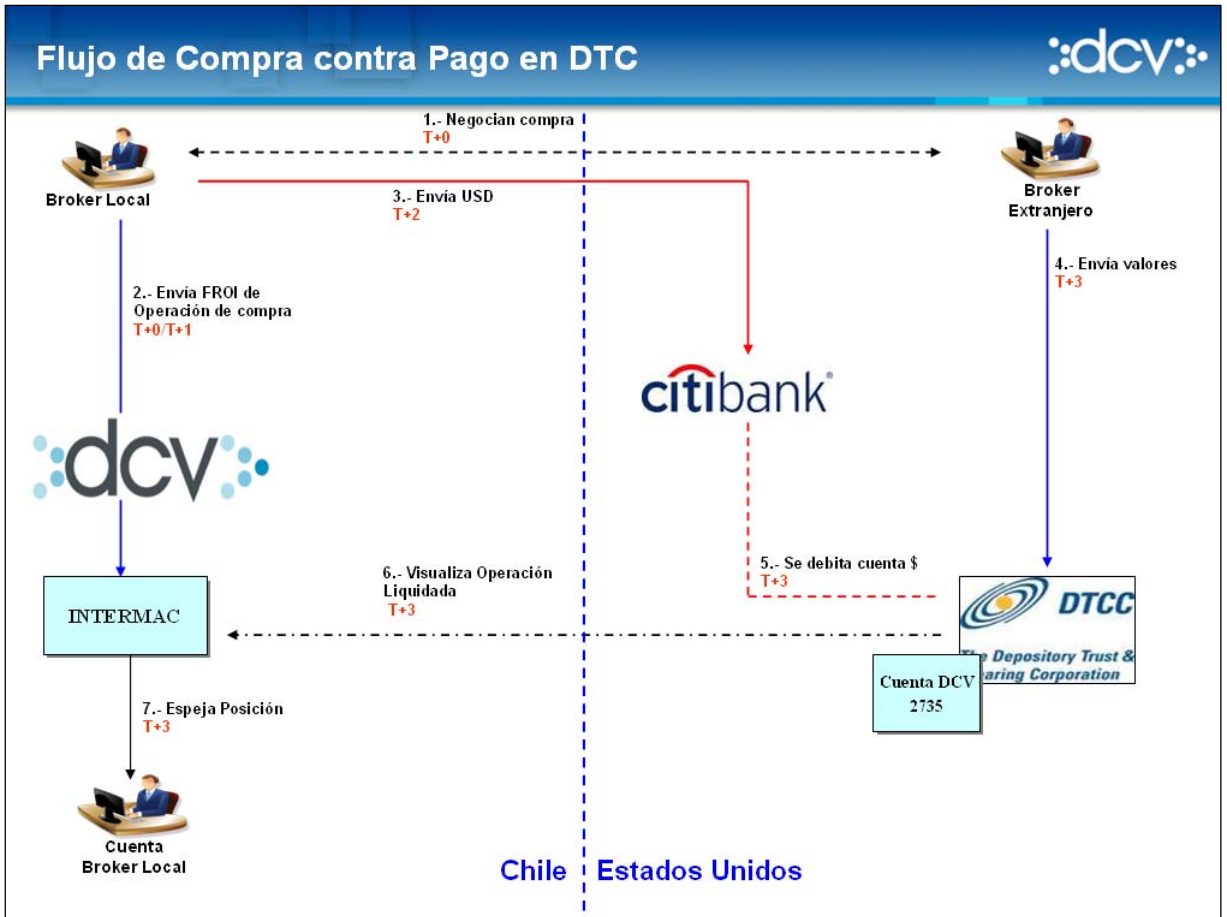 Flujo de Compra contra Pago en DTC
dcv
1.- Negocian compra
T+0
Broker Local
3.- Envía USD
T+2
Broker
Extranjero
2.- Envía FROI de
Operación de compra
T+0/T+1
4.- Envía valores
T+3
citibank®
dcv
5.- Se debita cuenta $
T+3
6.- Visualiza Operación
Liquidada
T+3
INTERMAC
DTCC
The Depository Trust &
aring Corporation
Cuenta DCV
2735
7.- Espeja Posición
T+3
Cuenta
Broker Local
Chile
Estados Unidos